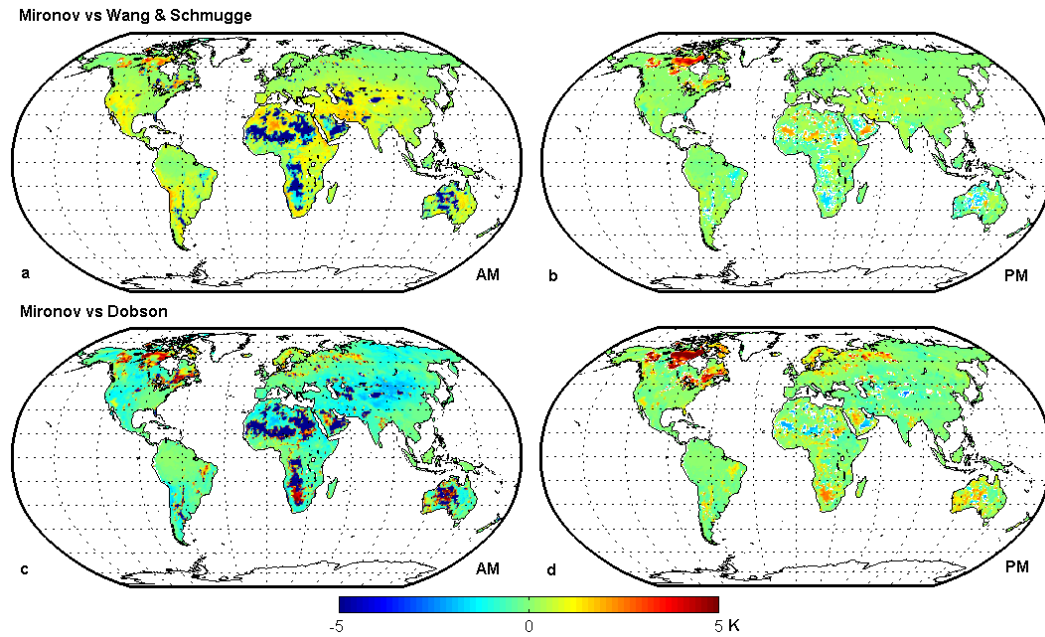 Mironov vs Wang & Schmugge
a
AM
b
PM
Mironov vs Dobson
c
AM
d
PM
-5
0
5 K